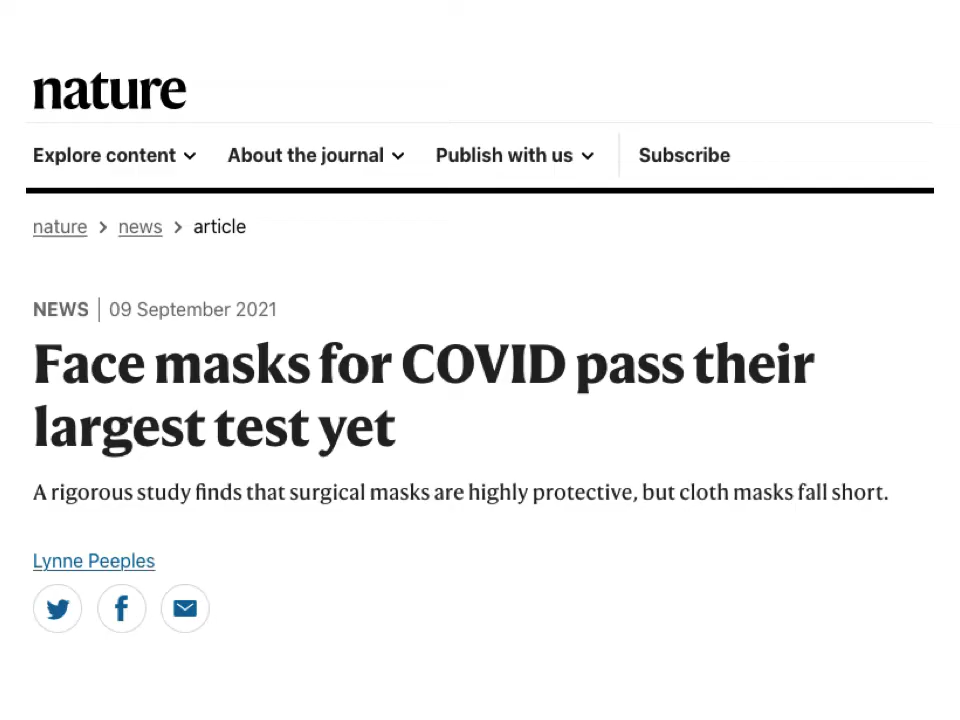 nature
Explore content About the journal Publish with us Subscribe
nature > news > article
NEWS | 09 September 2021
Face masks for COVID pass their
largest test yet
A rigorous study finds that surgical masks are highly protective, but cloth masks fall short.
Lynne Peeples